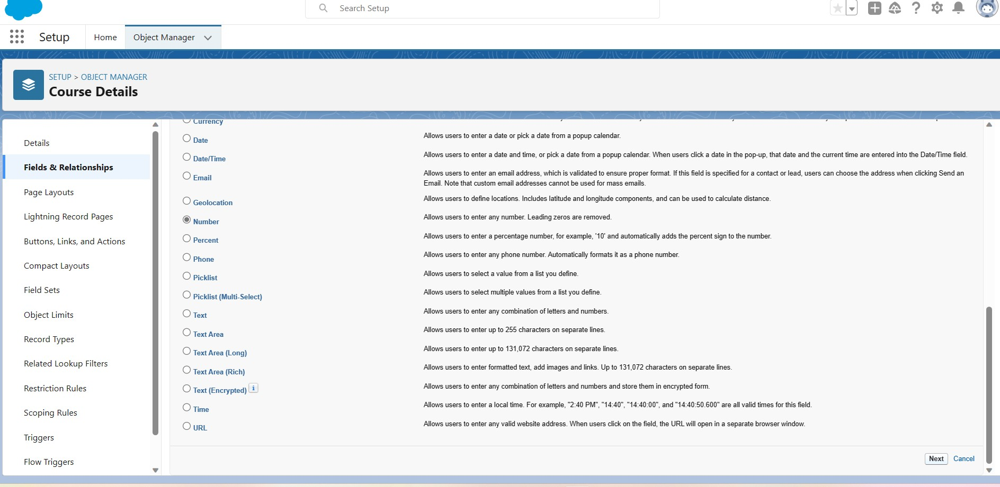 Search Setup
Setup
Home
Object Manager
SETUP > OBJECT MANAGER
Course Details
Details
Fields & Relationships
Page Layouts
Lightning Record Pages
Buttons, Links, and Actions
Compact Layouts
Field Sets
Object Limits
Record Types
Related Lookup Filters
Restriction Rules
Scoping Rules
Triggers
Flow Triggers
Currency
Date
Allows users to enter a date or pick a date from a popup calendar.
Date/Time
Allows users to enter a date and time, or pick a date from a popup calendar. When users click a date in the pop-up, that date and the current time are entered into the Date/Time field.
Email
Allows users to enter an email address, which is validated to ensure proper format. If this field is specified for a contact or lead, users can choose the address when clicking Send an
Email. Note that custom email addresses cannot be used for mass emails.
Geolocation
Allows users to define locations. Includes latitude and longitude components, and can be used to calculate distance.
Number
Allows users to enter any number. Leading zeros are removed.
Percent
Allows users to enter a percentage number, for example, '10' and automatically adds the percent sign to the number.
Phone
Allows users to enter any phone number. Automatically formats it as a phone number.
Picklist
Allows users to select a value from a list you define.
Picklist (Multi-Select)
Allows users to select multiple values from a list you define.
Text
Allows users to enter any combination of letters and numbers.
Text Area
Allows users to enter up to 255 characters on separate lines.
Text Area (Long)
Allows users to enter up to 131,072 characters on separate lines.
Text Area (Rich)
Allows users to enter formatted text, add images and links. Up to 131,072 characters on separate lines.
Text (Encrypted) i
Allows users to enter any combination of letters and numbers and store them in encrypted form.
Time
Allows users to enter a local time. For example, "2:40 PM", "14:40", "14:40:00", and "14:40:50.600" are all valid times for this field.
URL
Allows users to enter any valid website address. When users click on the field, the URL will open in a separate browser window.
Next
Cancel